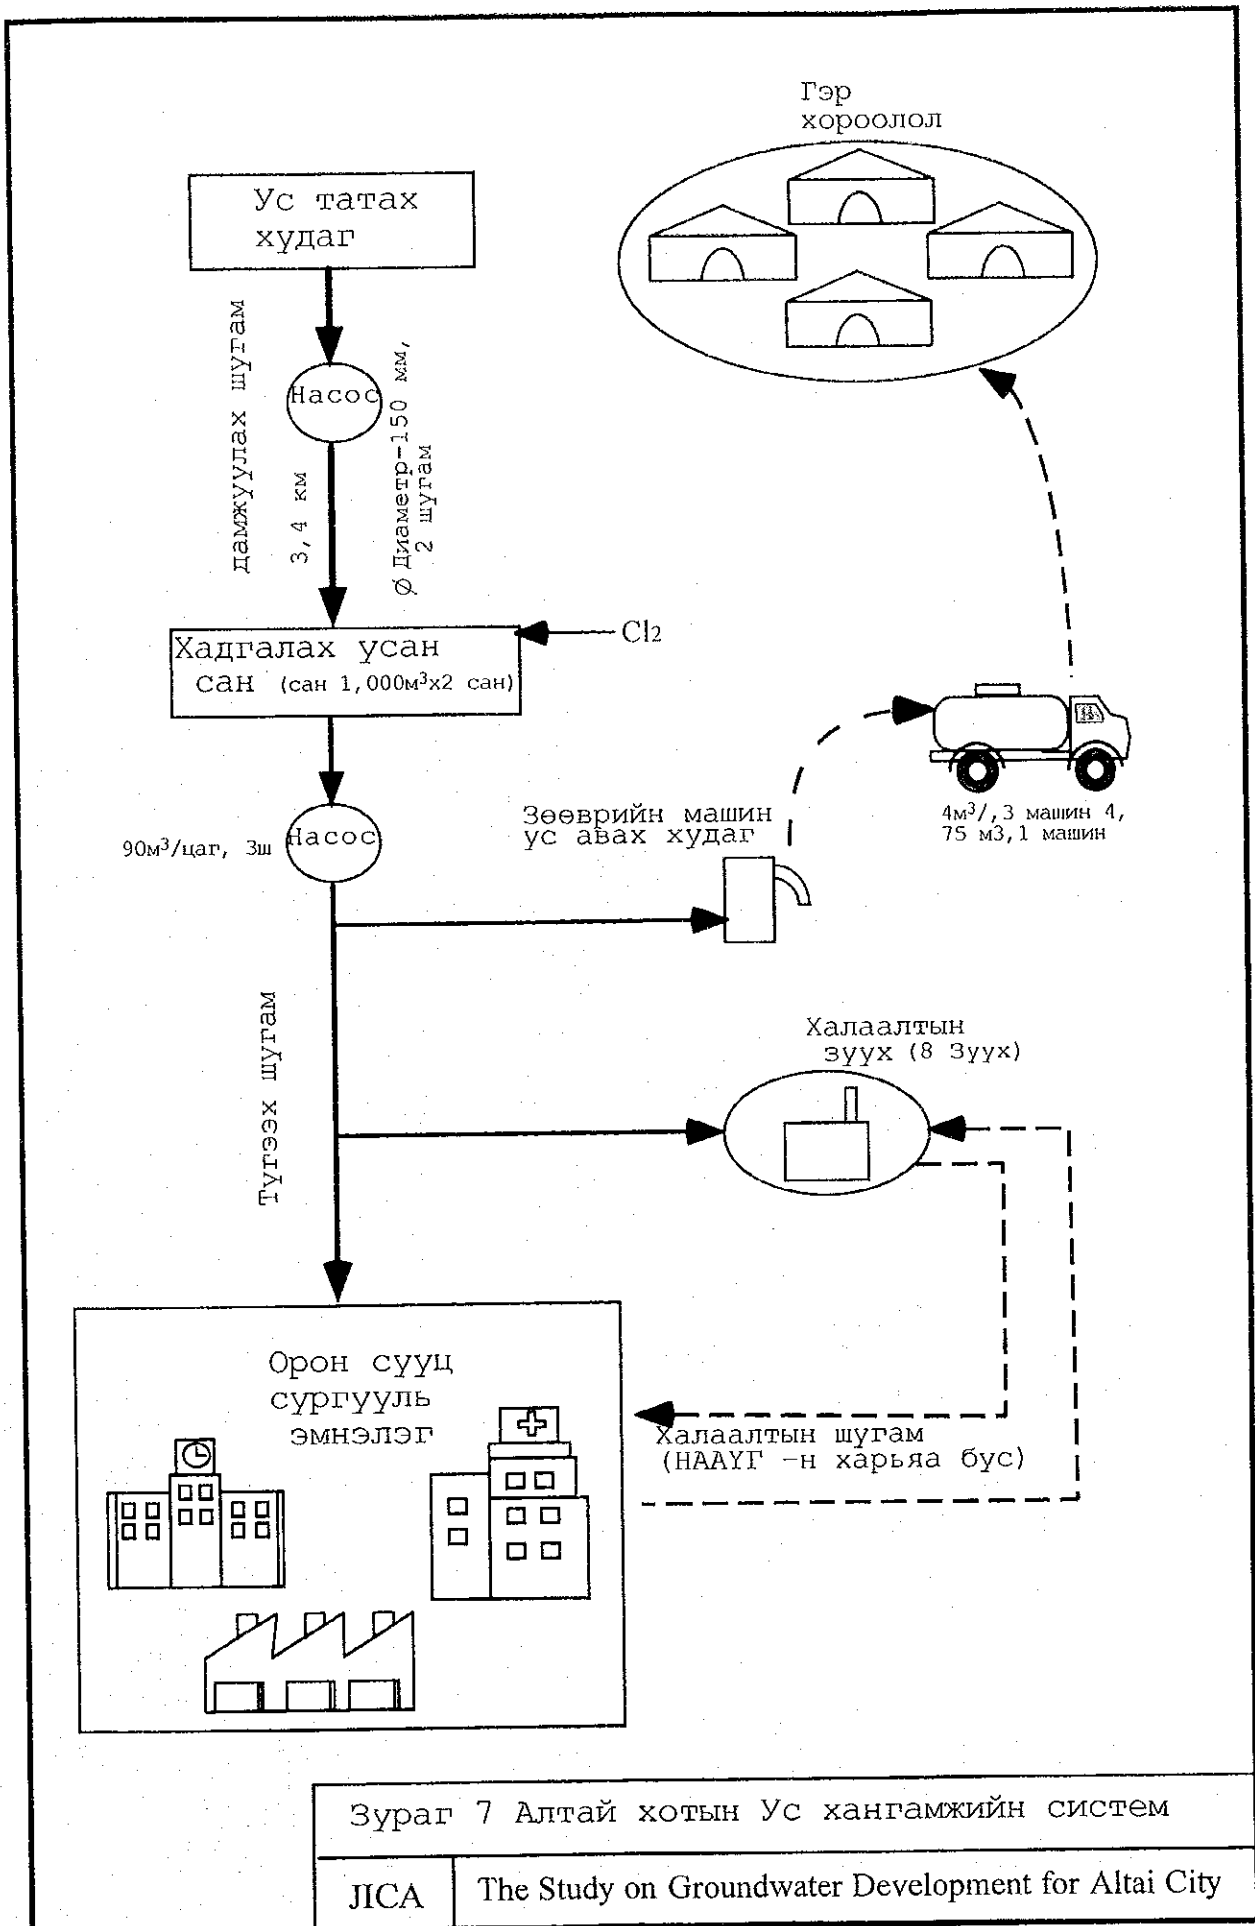 Гэр
хороолол
Ус татах
худаг
дамжуулах шугам
Насос
3,4 км
Ø Диаметр-150 мм,
2 шугам
Хадгалах усан
сан (сан 1,000м³х2 сан)
Cl₂
Насос
90м³/цаг, 3ш
Зөөврийн машин
ус авах худаг
4м³/,3 машин 4,
75 м3,1 машин
Түгээх шугам
Халаалтын
зуух (8 Зуух)
Орон сууц
сургууль
эмнэлэг
Халаалтын шугам
(НААҮГ -н харьяа бус)
Зураг 7 Алтай хотын Ус хангамжийн систем
JICA
The Study on Groundwater Development for Altai City